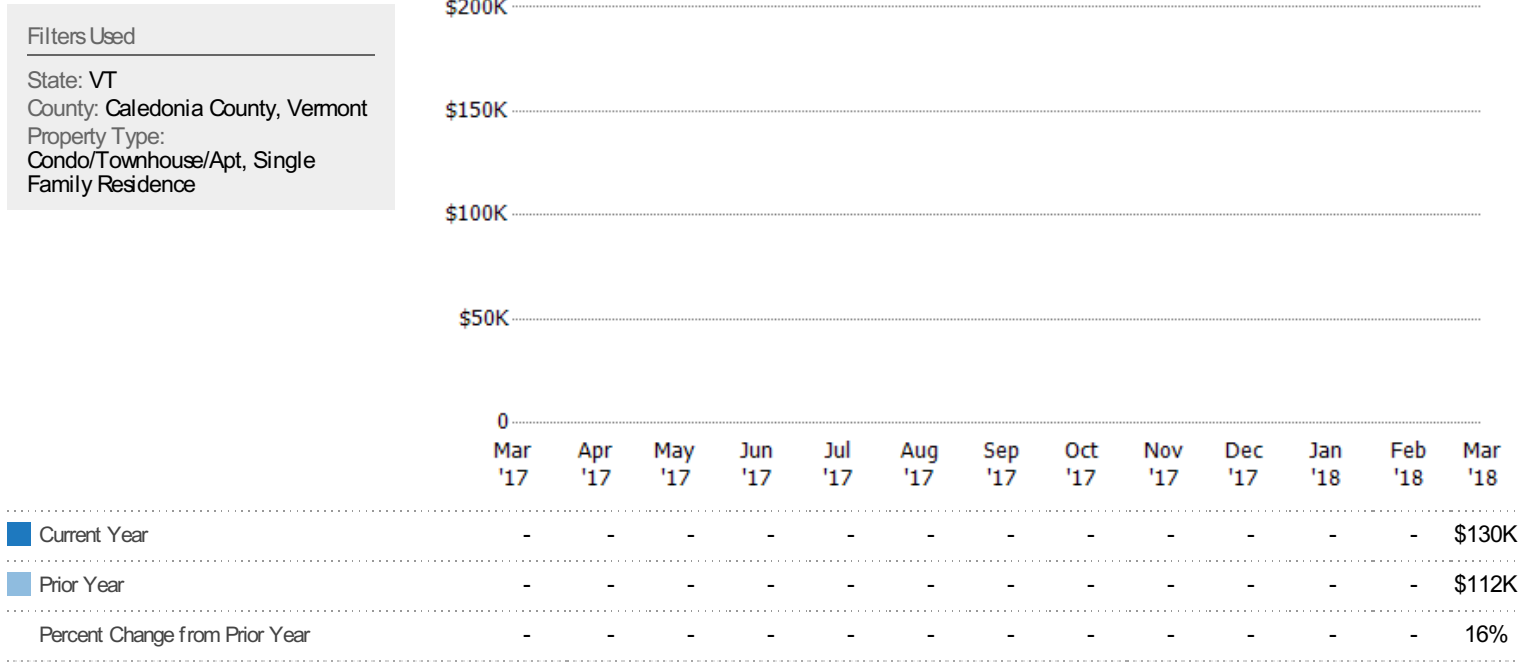 Filters Used
State: VT
County: Caledonia County, Vermont
Property Type:
Condo/Townhouse/Apt, Single
Family Residence
$200K
$150K
$100K
$50K
0
Mar Apr May Jun Jul Aug Sep Oct Nov Dec Jan Feb Mar
'17 '17 '17 '17 '17 '17 '17 '17 '17 '17 '18 '18 '18
Current Year - - - - - - - - - - - - $130K
Prior Year - - - - - - - - - - - - $112K
Percent Change from Prior Year - - - - - - - - - - - - 16%